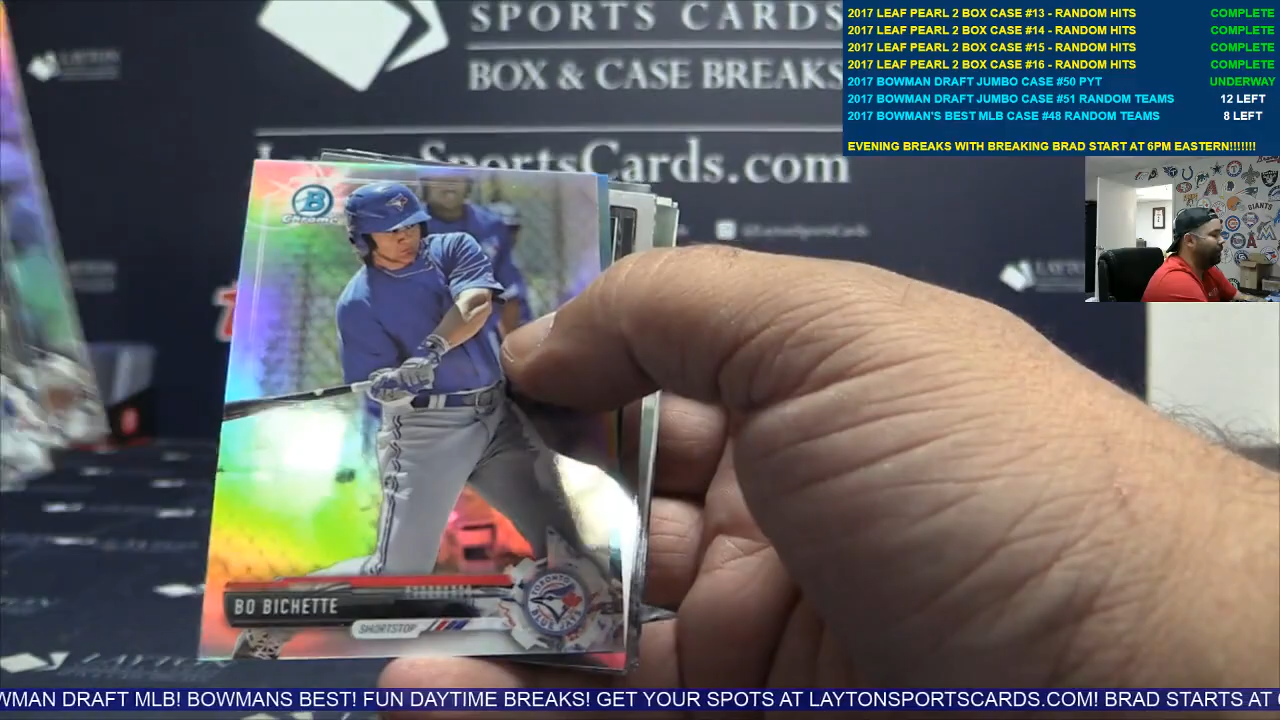 SPORTS CARDS
BOX & CASE BREAKS
LaytonSportsCards.com
2017 LEAF PEARL 2 BOX CASE #13 - RANDOM HITS COMPLETE
2017 LEAF PEARL 2 BOX CASE #14 - RANDOM HITS COMPLETE
2017 LEAF PEARL 2 BOX CASE #15 - RANDOM HITS COMPLETE
2017 LEAF PEARL 2 BOX CASE #16 - RANDOM HITS COMPLETE
2017 BOWMAN DRAFT JUMBO CASE #50 PYT UNDERWAY
2017 BOWMAN DRAFT JUMBO CASE #51 RANDOM TEAMS 12 LEFT
2017 BOWMAN'S BEST MLB CASE #48 RANDOM TEAMS 8 LEFT
EVENING BREAKS WITH BREAKING BRAD START AT 6PM EASTERN!!!!!!!
LAYTON
@LaytonSportsCards
LAYTON
GIANTS
B
Chrome
BO BICHETTE
SHORTSTOP
TORONTO
BLUE JAYS
LAYTON
WMAN DRAFT MLB! BOWMANS BEST! FUN DAYTIME BREAKS! GET YOUR SPOTS AT LAYTONSPORTSCARDS.COM! BRAD STARTS AT